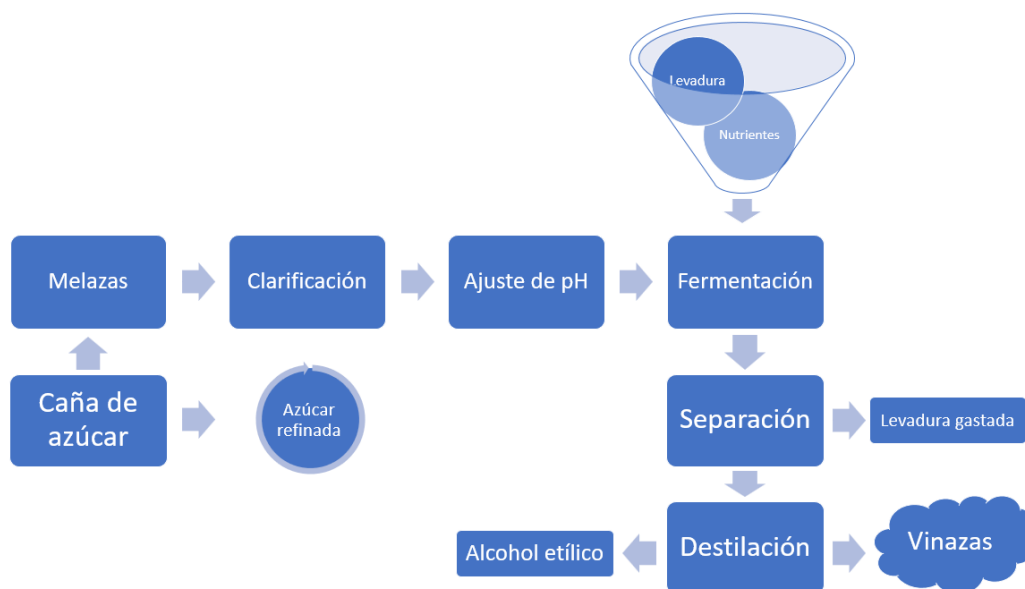 Levadura
Nutrientes
Melazas
Clarificación
Ajuste de pH
Fermentación
Caña de
azúcar
Azúcar
refinada
Separación
Levadura gastada
Alcohol etílico
Destilación
Vinazas